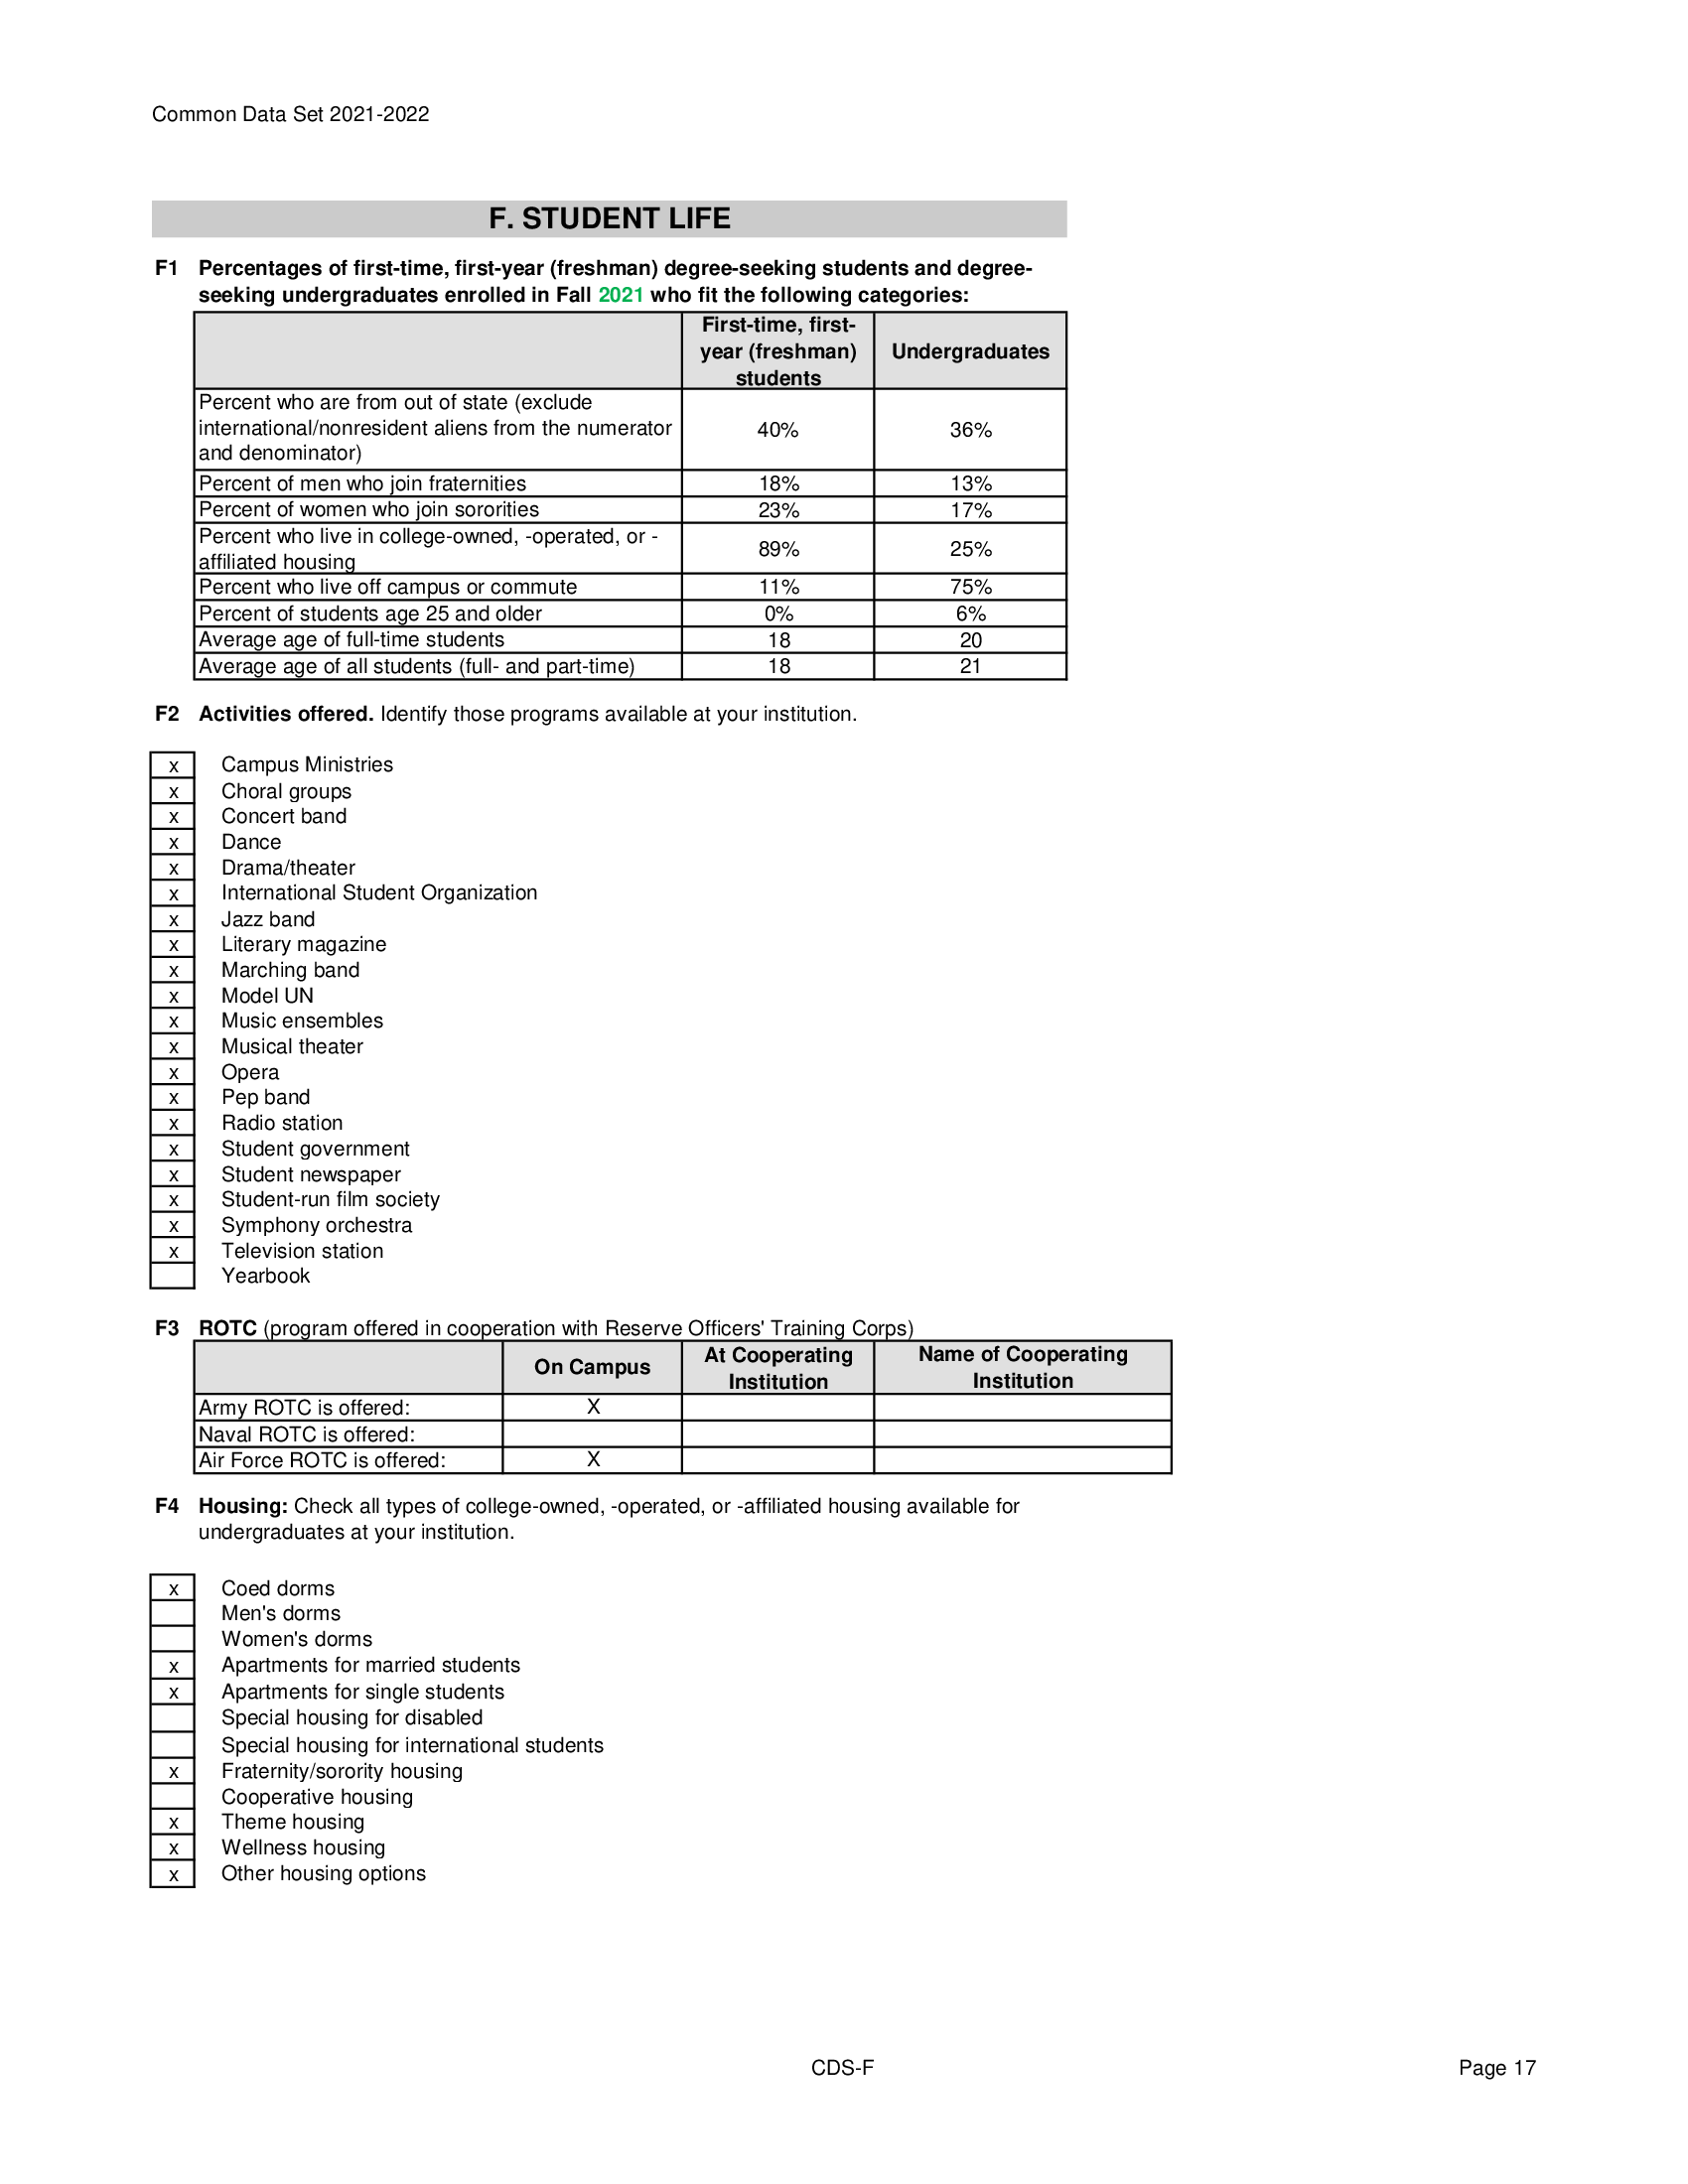 Common Data Set 2021-2022
F. STUDENT LIFE
F1 Percentages of first-time, first-year (freshman) degree-seeking students and degree-
seeking undergraduates enrolled in Fall 2021 who fit the following categories:
First-time, first-
year (freshman)
students
Undergraduates
Percent who are from out of state (exclude
international/nonresident aliens from the numerator
and denominator)
40% 36%
Percent of men who join fraternities 18% 13%
Percent of women who join sororities 23% 17%
Percent who live in college-owned, -operated, or -
affiliated housing
89% 25%
Percent who live off campus or commute 11% 75%
Percent of students age 25 and older 0% 6%
Average age of full-time students 18 20
Average age of all students (full- and part-time) 18 21
F2 Activities offered. Identify those programs available at your institution.
x Campus Ministries
x Choral groups
x Concert band
x Dance
x Drama/theater
x International Student Organization
x Jazz band
x Literary magazine
x Marching band
x Model UN
x Music ensembles
x Musical theater
x Opera
x Pep band
x Radio station
x Student government
x Student newspaper
x Student-run film society
x Symphony orchestra
x Television station
Yearbook
F3 ROTC (program offered in cooperation with Reserve Officers' Training Corps)
On Campus
At Cooperating
Institution
Name of Cooperating
Institution
Army ROTC is offered: X
Naval ROTC is offered:
Air Force ROTC is offered: X
F4 Housing: Check all types of college-owned, -operated, or -affiliated housing available for
undergraduates at your institution.
x Coed dorms
Men's dorms
Women's dorms
x Apartments for married students
x Apartments for single students
Special housing for disabled
Special housing for international students
x Fraternity/sorority housing
Cooperative housing
x Theme housing
x Wellness housing
x Other housing options
CDS-F Page 17